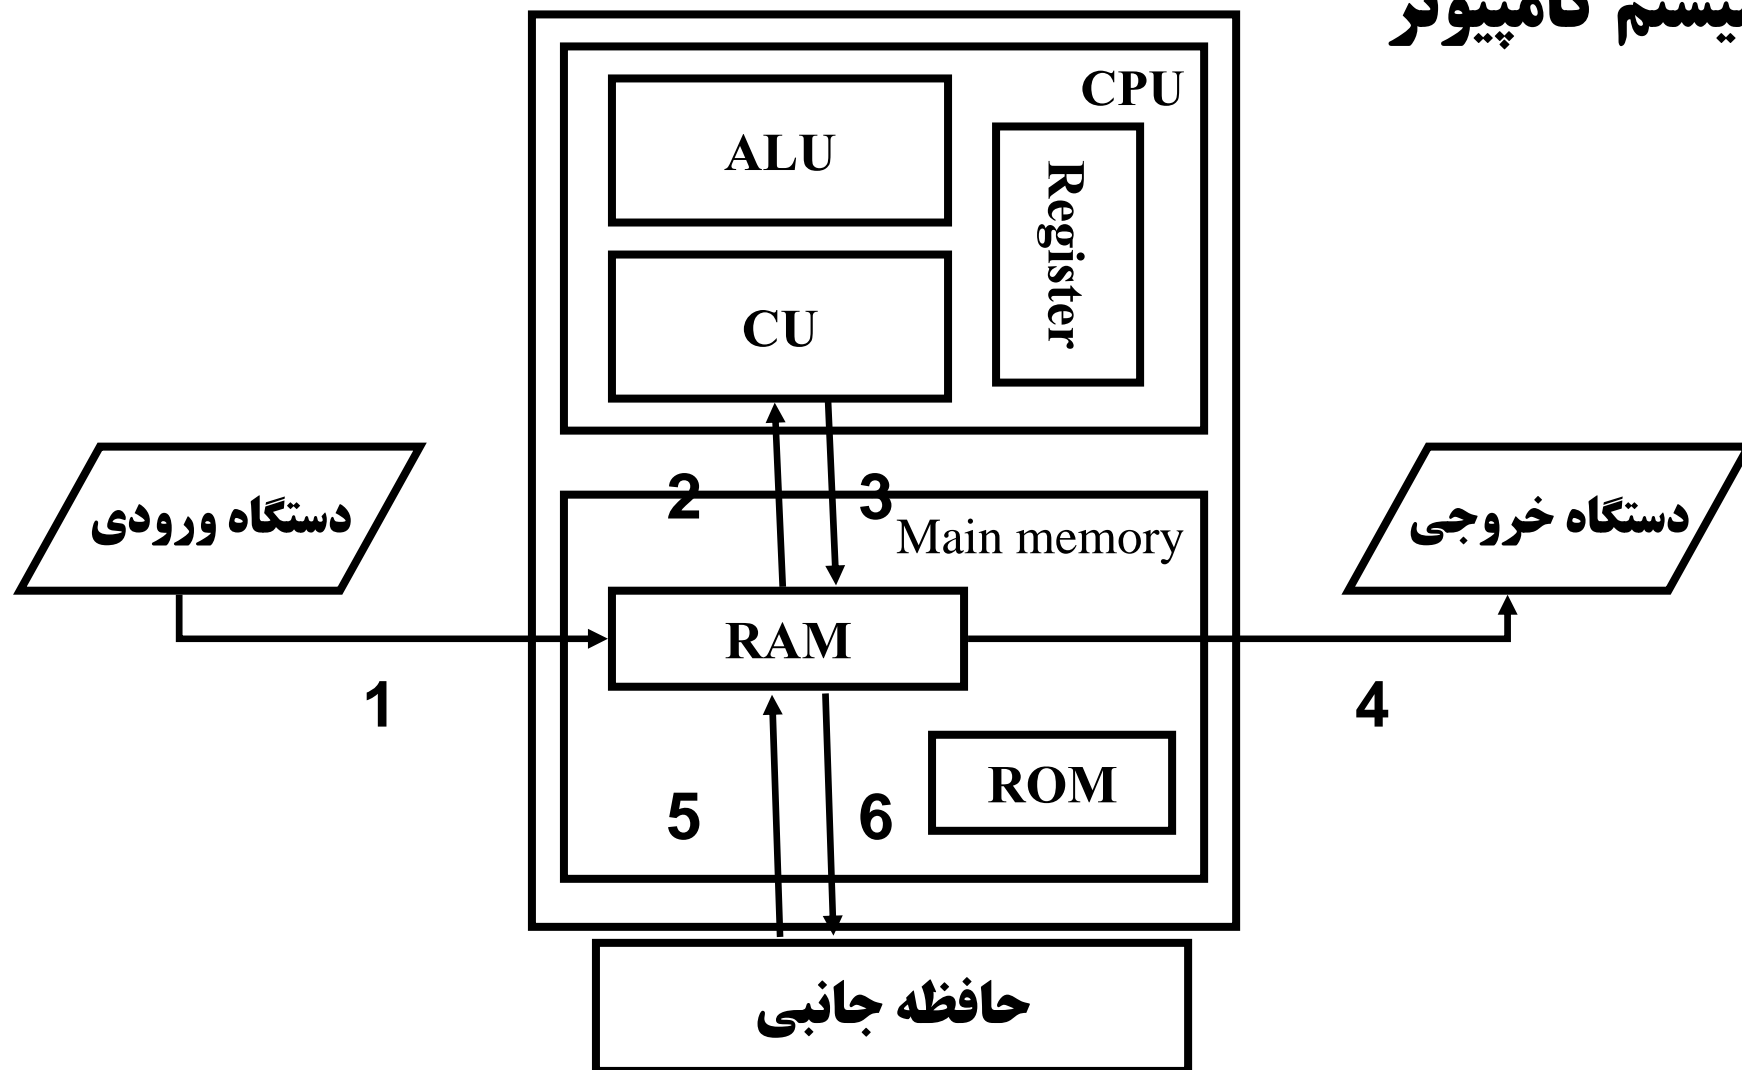 کامپیوتر
CPU
ALU
Register
CU
2
3
دستگاه ورودی
دستگاه خروجی
Main memory
RAM
1
4
ROM
5
6
حافظه جانبی